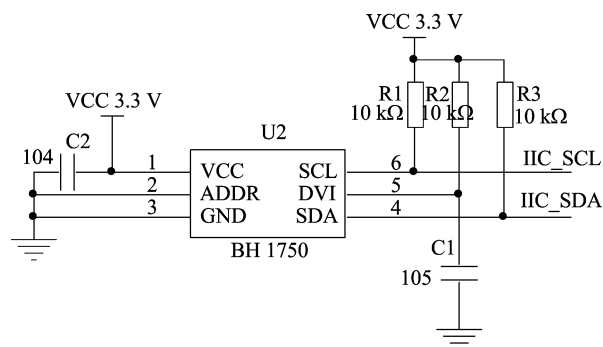 VCC 3.3 V
R1
R2
R3
10 kΩ
10 kΩ
10 kΩ
VCC 3.3 V
C2
104
U2
1
VCC
SCL
6
IIC_SCL
2
ADDR
DVI
5
3
GND
SDA
4
IIC_SDA
BH 1750
C1
105